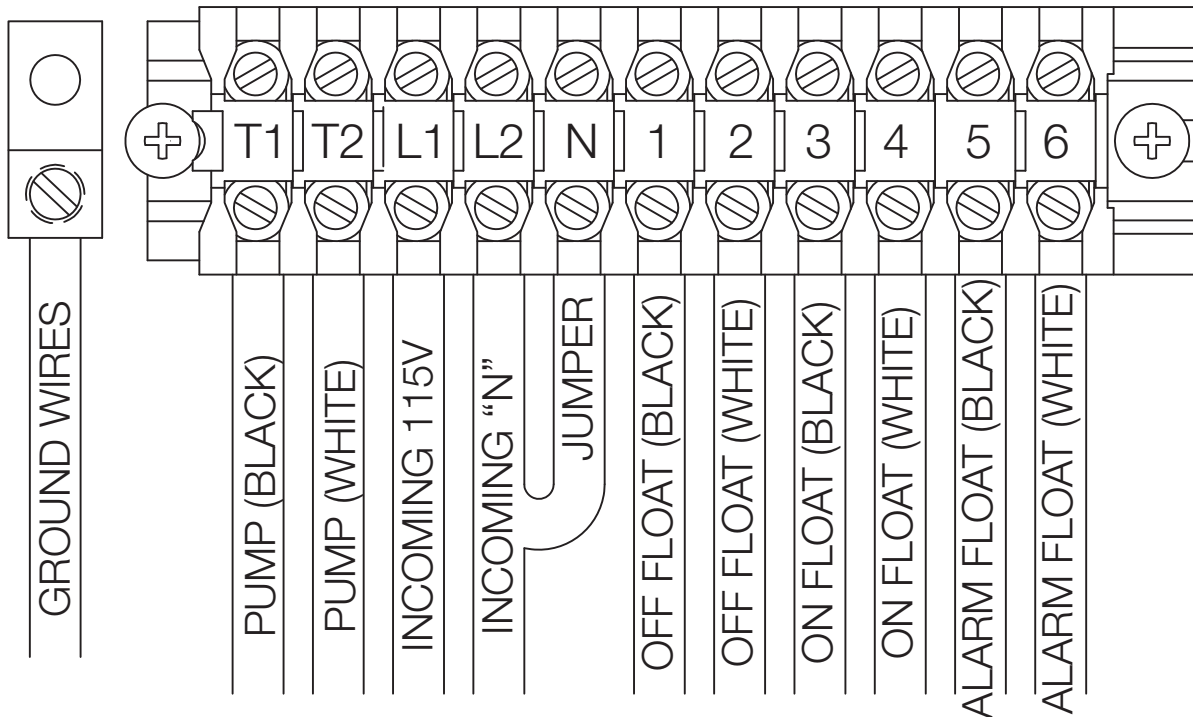 T1 T2 L1 L2 N 1 2 3 4 5 6
GROUND WIRES
PUMP (BLACK)
PUMP (WHITE)
INCOMING 115V
INCOMING “N”
JUMPER
OFF FLOAT (BLACK)
OFF FLOAT (WHITE)
ON FLOAT (BLACK)
ON FLOAT (WHITE)
ALARM FLOAT (BLACK)
ALARM FLOAT (WHITE)